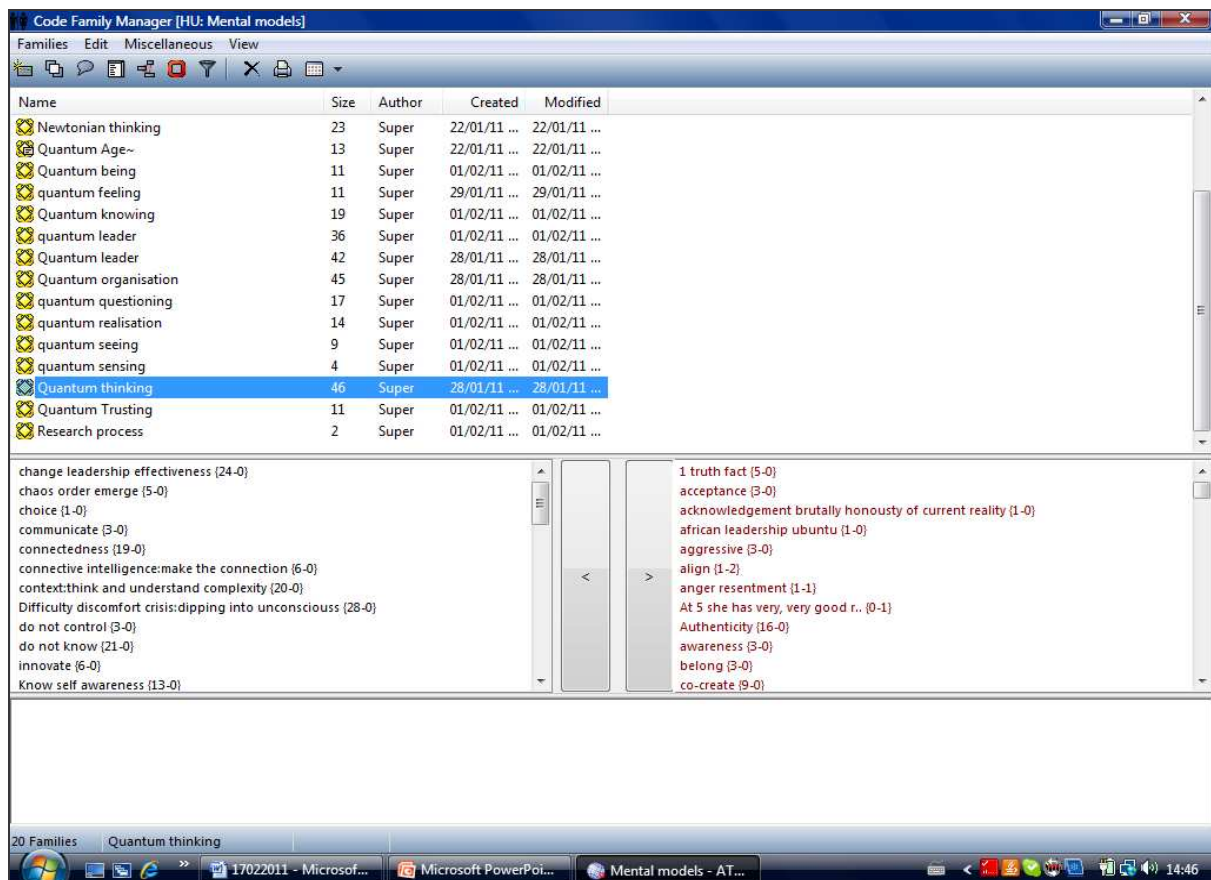 Code Family Manager [HU: Mental models]
Families Edit Miscellaneous View
Name Size Author Created Modified
Newtonian thinking 23 Super 22/01/11 ... 22/01/11 ...
Quantum Age~ 13 Super 22/01/11 ... 22/01/11 ...
Quantum being 11 Super 01/02/11 ... 01/02/11 ...
quantum feeling 11 Super 29/01/11 ... 29/01/11 ...
Quantum knowing 19 Super 01/02/11 ... 01/02/11 ...
quantum leader 36 Super 01/02/11 ... 01/02/11 ...
Quantum leader 42 Super 28/01/11 ... 28/01/11 ...
Quantum organisation 45 Super 28/01/11 ... 28/01/11 ...
quantum questioning 17 Super 01/02/11 ... 01/02/11 ...
quantum realisation 14 Super 01/02/11 ... 01/02/11 ...
quantum seeing 9 Super 01/02/11 ... 01/02/11 ...
quantum sensing 4 Super 01/02/11 ... 01/02/11 ...
Quantum thinking 46 Super 28/01/11 ... 28/01/11 ...
Quantum Trusting 11 Super 01/02/11 ... 01/02/11 ...
Research process 2 Super 01/02/11 ... 01/02/11 ...
change leadership effectiveness {24-0}
chaos order emerge {5-0}
choice {1-0}
communicate {3-0}
connectedness {19-0}
connective intelligence:make the connection {6-0}
context:think and understand complexity {20-0}
Difficulty discomfort crisis:dipping into unconsciouss {28-0}
do not control {3-0}
do not know {21-0}
innovate {6-0}
Know self awareness {13-0}
< >
1 truth fact {5-0}
acceptance {3-0}
acknowledgement brutally honousty of current reality {1-0}
african leadership ubuntu {1-0}
aggressive {3-0}
align {1-2}
anger resentment {1-1}
At 5 she has very, very good r.. {0-1}
Authenticity {16-0}
awareness {3-0}
belong {3-0}
co-create {9-0}
20 Families Quantum thinking
17022011 - Microsof... Microsoft PowerPoi... Mental models - AT... 14:46